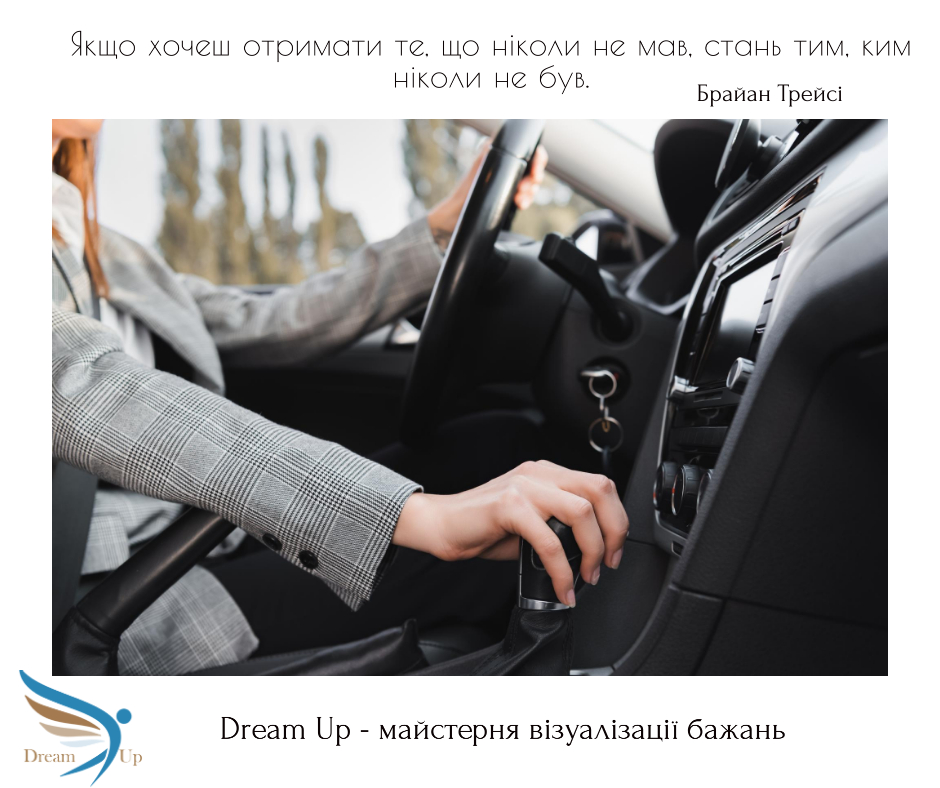 Якщо хочеш отримати те, що ніколи не мав, стань тим, ким
ніколи не був.
Брайан Трейсі
Dream Up
Dream Up - майстерня візуалізації бажань